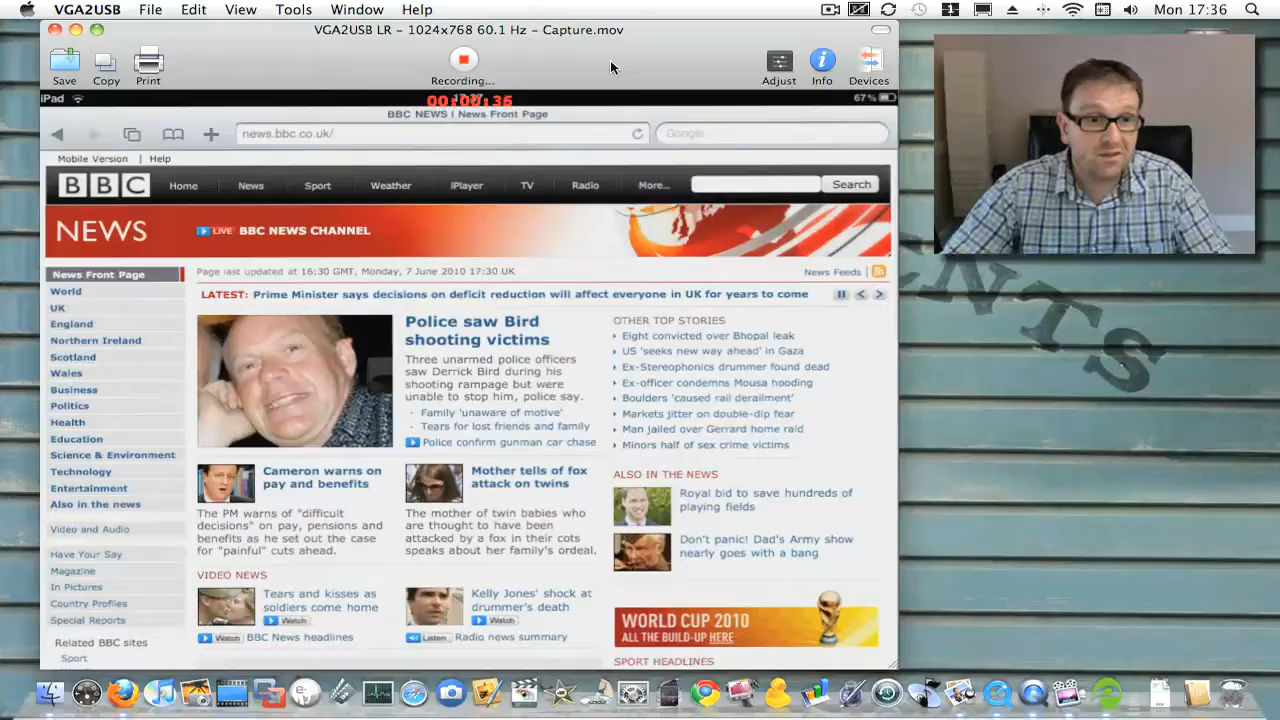 VGA2USB File Edit View Tools Window Help Mon 17:36
VGA2USB LR - 1024x768 60.1 Hz - Capture.mov
Save Copy Print Recording... Adjust Info Devices
iPad 00:00:36 67%
BBC NEWS | News Front Page
news.bbc.co.uk/ Google
Mobile Version | Help
BBC Home News Sport Weather iPlayer TV Radio More... Search
NEWS LIVE BBC NEWS CHANNEL
News Front Page
World
UK
England
Northern Ireland
Scotland
Wales
Business
Politics
Health
Education
Science & Environment
Technology
Entertainment
Also in the news
Video and Audio
Have Your Say
Magazine
In Pictures
Country Profiles
Special Reports
Related BBC sites
Sport
Page last updated at 16:30 GMT, Monday, 7 June 2010 17:30 UK
News Feeds
LATEST: Prime Minister says decisions on deficit reduction will affect everyone in UK for years to come
Police saw Bird
shooting victims
Three unarmed police officers
saw Derrick Bird during his
shooting rampage but were
unable to stop him, police say.
· Family 'unaware of motive'
· Tears for lost friends and family
Police confirm gunman car chase
Cameron warns on
pay and benefits
The PM warns of "difficult
decisions" on pay, pensions and
benefits as he set out the case
for "painful" cuts ahead.
Mother tells of fox
attack on twins
The mother of twin babies who
are thought to have been
attacked by a fox in their cots
speaks about her family's ordeal.
VIDEO NEWS
Tears and kisses as
soldiers come home
Watch
Kelly Jones' shock at
drummer's death
Watch
Watch BBC News headlines
Listen Radio news summary
OTHER TOP STORIES
Eight convicted over Bhopal leak
US 'seeks new way ahead' in Gaza
Ex-Stereophonics drummer found dead
Ex-officer condemns Mousa hooding
Boulders 'caused rail derailment'
Markets jitter on double-dip fear
Man jailed over Gerrard home raid
Minors half of sex crime victims
ALSO IN THE NEWS
Royal bid to save hundreds of
playing fields
Don't panic! Dad's Army show
nearly goes with a bang
WORLD CUP 2010
ALL THE BUILD-UP HERE
SPORT HEADLINES
ENTS